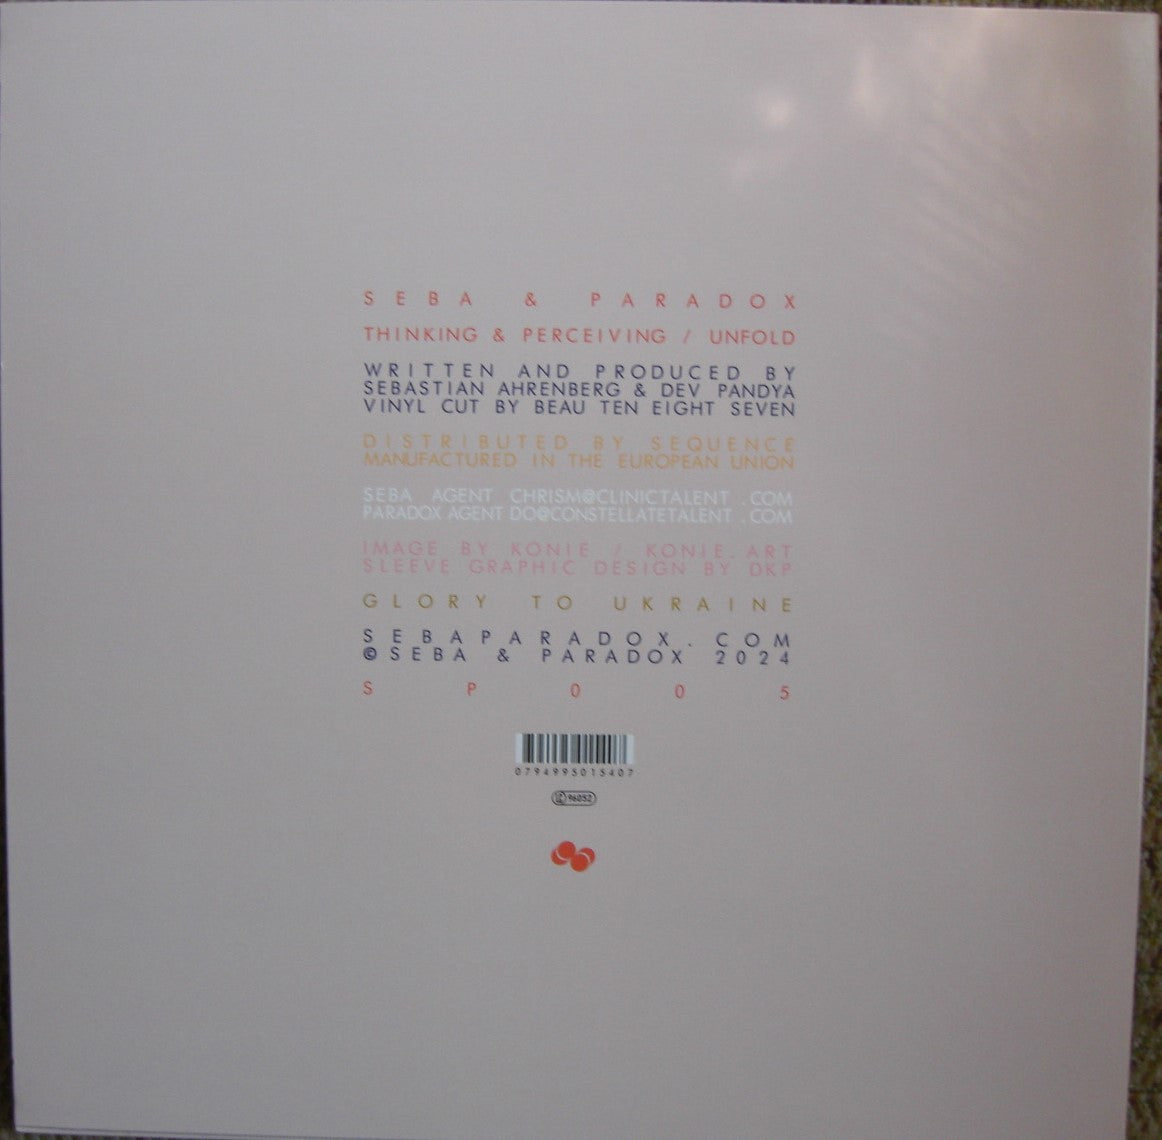 SEBA & PARADOX
THINKING & PERCEIVING / UNFOLD
WRITTEN AND PRODUCED BY
SEBASTIAN AHRENBERG & DEV PANDYA
VINYL CUT BY BEAU TEN EIGHT SEVEN
DISTRIBUTED BY SEQUENCE
MANUFACTURED IN THE EUROPEAN UNION
SEBA AGENT CHRISM@CLINICTALENT .COM
PARADOX AGENT DO@CONSTELLATETALENT .COM
IMAGE BY KONIE / KONIE.ART
SLEEVE GRAPHIC DESIGN BY DKP
GLORY TO UKRAINE
SEBAPARADOX.COM
©SEBA & PARADOX 2024
SP005
0794995015407
LC 96052